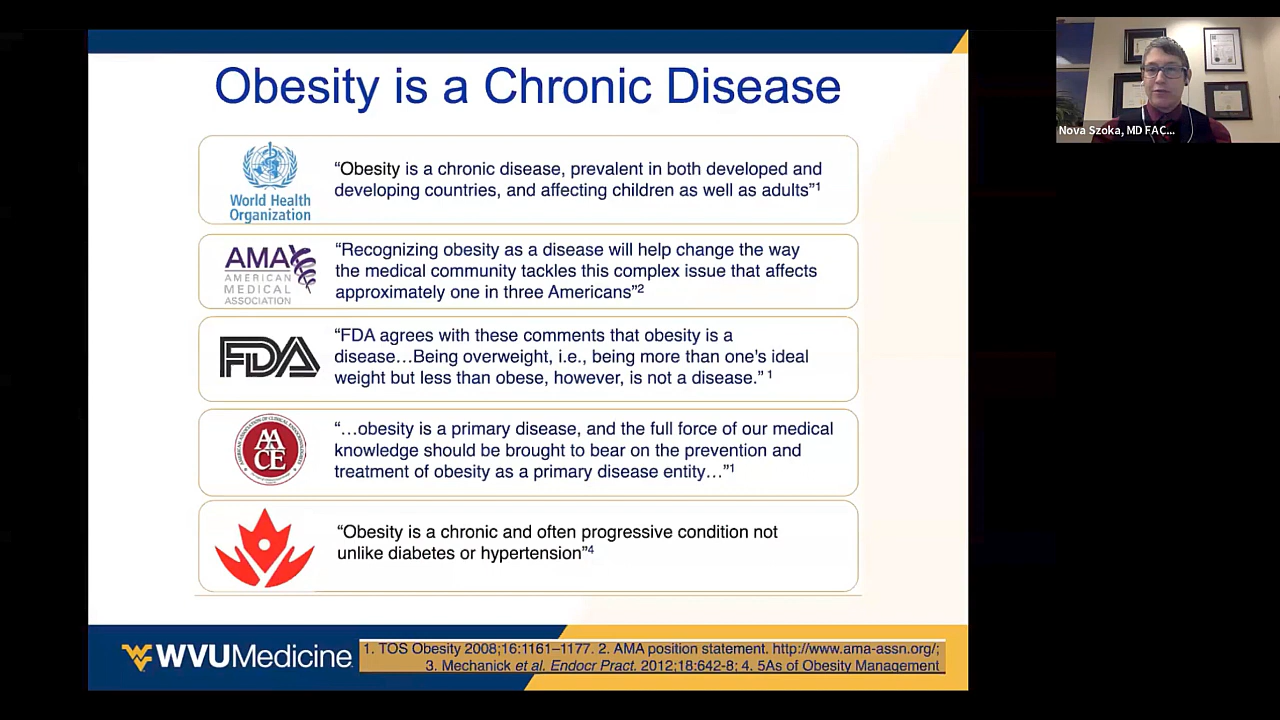 Obesity is a Chronic Disease
World Health
Organization
“Obesity is a chronic disease, prevalent in both developed and
developing countries, and affecting children as well as adults”1
AMA
AMERICAN
MEDICAL
ASSOCIATION
“Recognizing obesity as a disease will help change the way
the medical community tackles this complex issue that affects
approximately one in three Americans”2
FDA
“FDA agrees with these comments that obesity is a
disease…Being overweight, i.e., being more than one’s ideal
weight but less than obese, however, is not a disease.” 1
AA
CE
“…obesity is a primary disease, and the full force of our medical
knowledge should be brought to bear on the prevention and
treatment of obesity as a primary disease entity…”1
“Obesity is a chronic and often progressive condition not
unlike diabetes or hypertension”4
WVUMedicine
1. TOS Obesity 2008;16:1161–1177. 2. AMA position statement. http://www.ama-assn.org/;
3. Mechanick et al. Endocr Pract. 2012;18:642-8; 4. 5As of Obesity Management
Nova Szoka, MD FAC...